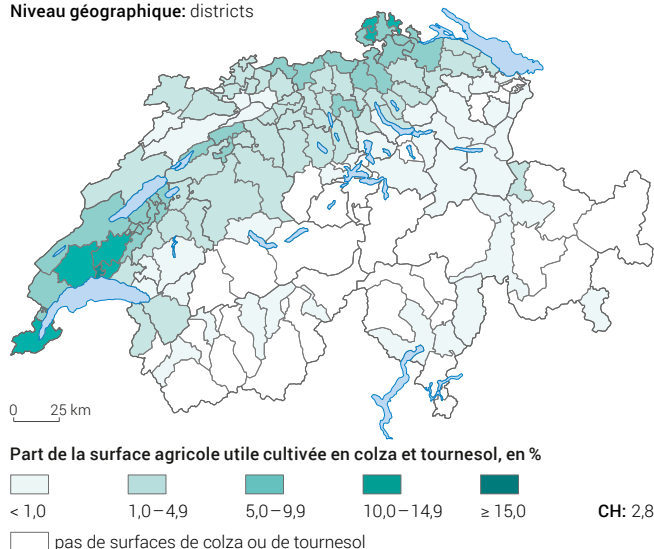 Niveau géographique: districts
0 25 km
Part de la surface agricole utile cultivée en colza et tournesol, en %
< 1,0 1,0–4,9 5,0–9,9 10,0–14,9 ≥ 15,0 CH: 2,8
pas de surfaces de colza ou de tournesol